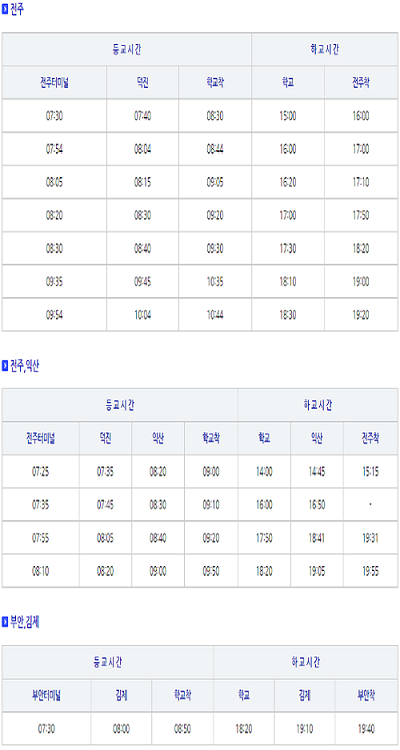 전주
등교시간 하교시간
전주터미널 덕진 학교착 학교 전주착
07:30 07:40 08:30 15:00 16:00
07:54 08:04 08:44 16:00 17:00
08:05 08:15 09:05 16:20 17:10
08:20 08:30 09:20 17:00 17:50
08:30 08:40 09:30 17:30 18:20
09:35 09:45 10:35 18:10 19:00
09:54 10:04 10:44 18:30 19:20
전주,익산
등교시간 하교시간
전주터미널 덕진 익산 학교착 학교 익산 전주착
07:25 07:35 08:20 09:00 14:00 14:45 15:15
07:35 07:45 08:30 09:10 16:00 16:50 -
07:55 08:05 08:40 09:20 17:50 18:41 19:31
08:10 08:20 09:00 09:50 18:20 19:05 19:55
부안,김제
등교시간 하교시간
부안터미널 김제 학교착 학교 김제 부안착
07:30 08:00 08:50 18:20 19:10 19:40